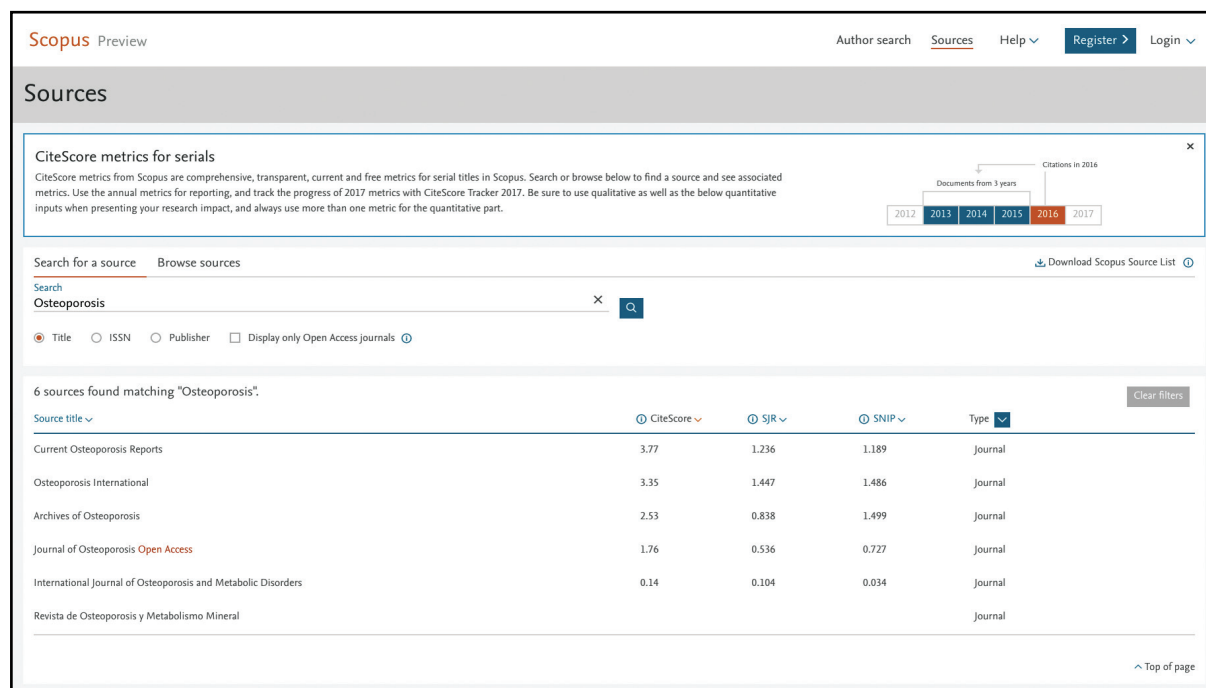 Scopus Preview Author search Sources Help Register Login
Sources
CiteScore metrics for serials
CiteScore metrics from Scopus are comprehensive, transparent, current and free metrics for serial titles in Scopus. Search or browse below to find a source and see associated
metrics. Use the annual metrics for reporting, and track the progress of 2017 metrics with CiteScore Tracker 2017. Be sure to use qualitative as well as the below quantitative
inputs when presenting your research impact, and always use more than one metric for the quantitative part.
Citations in 2016
Documents from 3 years
2012 2013 2014 2015 2016 2017
Search for a source Browse sources Download Scopus Source List
Search
Osteoporosis
Title ISSN Publisher Display only Open Access journals
6 sources found matching "Osteoporosis".
Clear filters
Source title CiteScore SJR SNIP Type
Current Osteoporosis Reports 3.77 1.236 1.189 Journal
Osteoporosis International 3.35 1.447 1.486 Journal
Archives of Osteoporosis 2.53 0.838 1.499 Journal
Journal of Osteoporosis Open Access 1.76 0.536 0.727 Journal
International Journal of Osteoporosis and Metabolic Disorders 0.14 0.104 0.034 Journal
Revista de Osteoporosis y Metabolismo Mineral Journal
Top of page